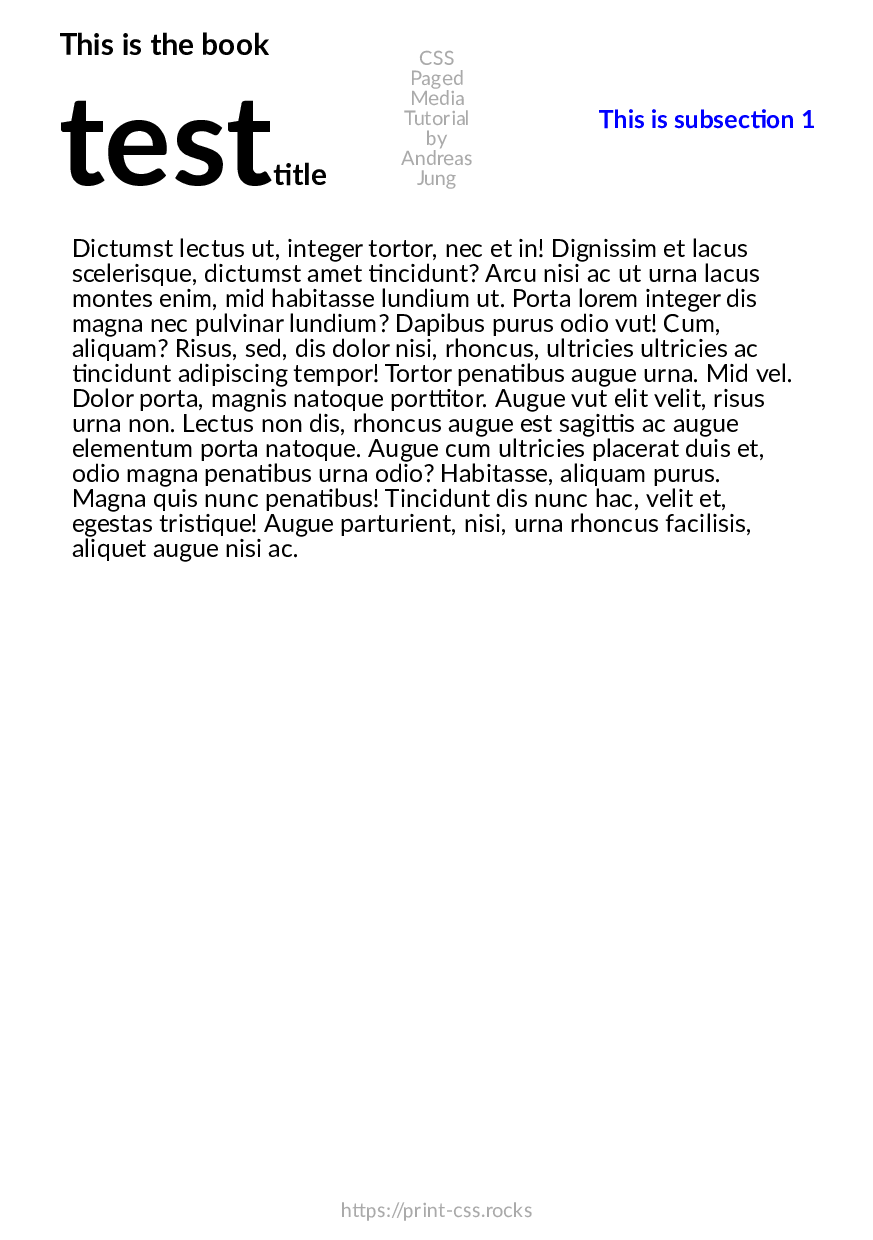 This is the book
testtitle
CSS
Paged
Media
Tutorial
by
Andreas
Jung
This is subsection 1
Dictumst lectus ut, integer tortor, nec et in! Dignissim et lacus
scelerisque, dictumst amet tincidunt? Arcu nisi ac ut urna lacus
montes enim, mid habitasse lundium ut. Porta lorem integer dis
magna nec pulvinar lundium? Dapibus purus odio vut! Cum,
aliquam? Risus, sed, dis dolor nisi, rhoncus, ultricies ultricies ac
tincidunt adipiscing tempor! Tortor penatibus augue urna. Mid vel.
Dolor porta, magnis natoque porttitor. Augue vut elit velit, risus
urna non. Lectus non dis, rhoncus augue est sagittis ac augue
elementum porta natoque. Augue cum ultricies placerat duis et,
odio magna penatibus urna odio? Habitasse, aliquam purus.
Magna quis nunc penatibus! Tincidunt dis nunc hac, velit et,
egestas tristique! Augue parturient, nisi, urna rhoncus facilisis,
aliquet augue nisi ac.
https://print-css.rocks